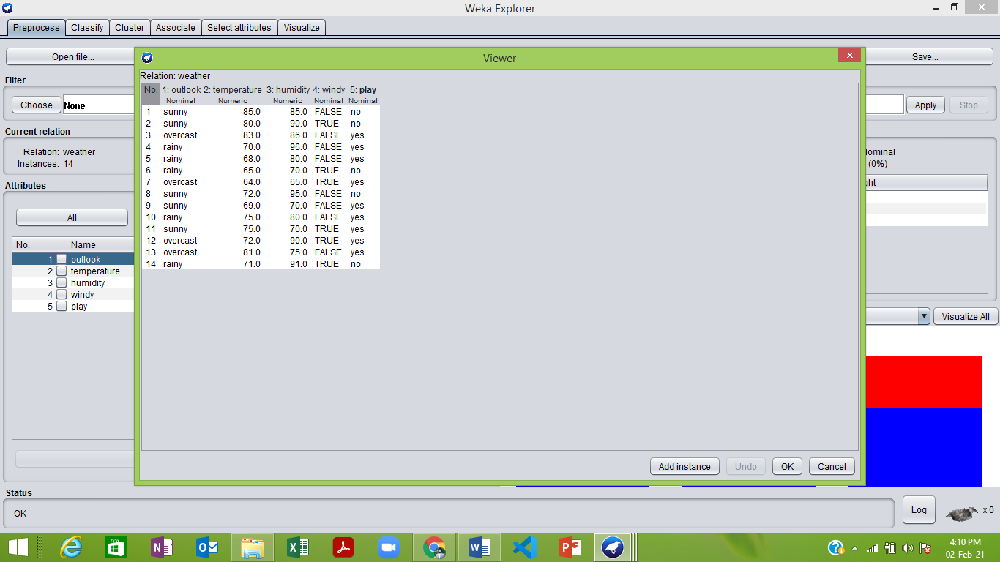 Weka Explorer
Preprocess Classify Cluster Associate Select attributes Visualize
Open file...
Save...
Filter
Choose None
Apply Stop
Current relation
Relation: weather
Instances: 14
Attributes
All
No. Name
1 outlook
2 temperature
3 humidity
4 windy
5 play
Viewer
Relation: weather
No. 1: outlook 2: temperature 3: humidity 4: windy 5: play
Nominal Numeric Numeric Nominal Nominal
1 sunny 85.0 85.0 FALSE no
2 sunny 80.0 90.0 TRUE no
3 overcast 83.0 86.0 FALSE yes
4 rainy 70.0 96.0 FALSE yes
5 rainy 68.0 80.0 FALSE yes
6 rainy 65.0 70.0 TRUE no
7 overcast 64.0 65.0 TRUE yes
8 sunny 72.0 95.0 FALSE no
9 sunny 69.0 70.0 FALSE yes
10 rainy 75.0 80.0 FALSE yes
11 sunny 75.0 70.0 TRUE yes
12 overcast 72.0 90.0 TRUE yes
13 overcast 81.0 75.0 FALSE yes
14 rainy 71.0 91.0 TRUE no
Add instance Undo OK Cancel
(0%)
Visualize All
Status
OK
Log
x 0
4:10 PM
02-Feb-21